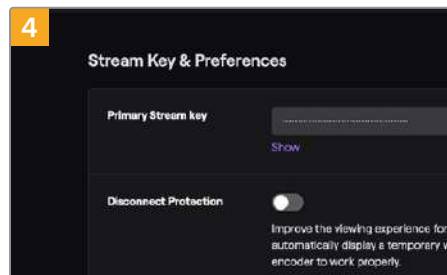 4
Stream Key & Preferences
Primary Stream key
Show
Disconnect Protection
Improve the viewing experience for
automatically display a temporary
encoder to work properly.